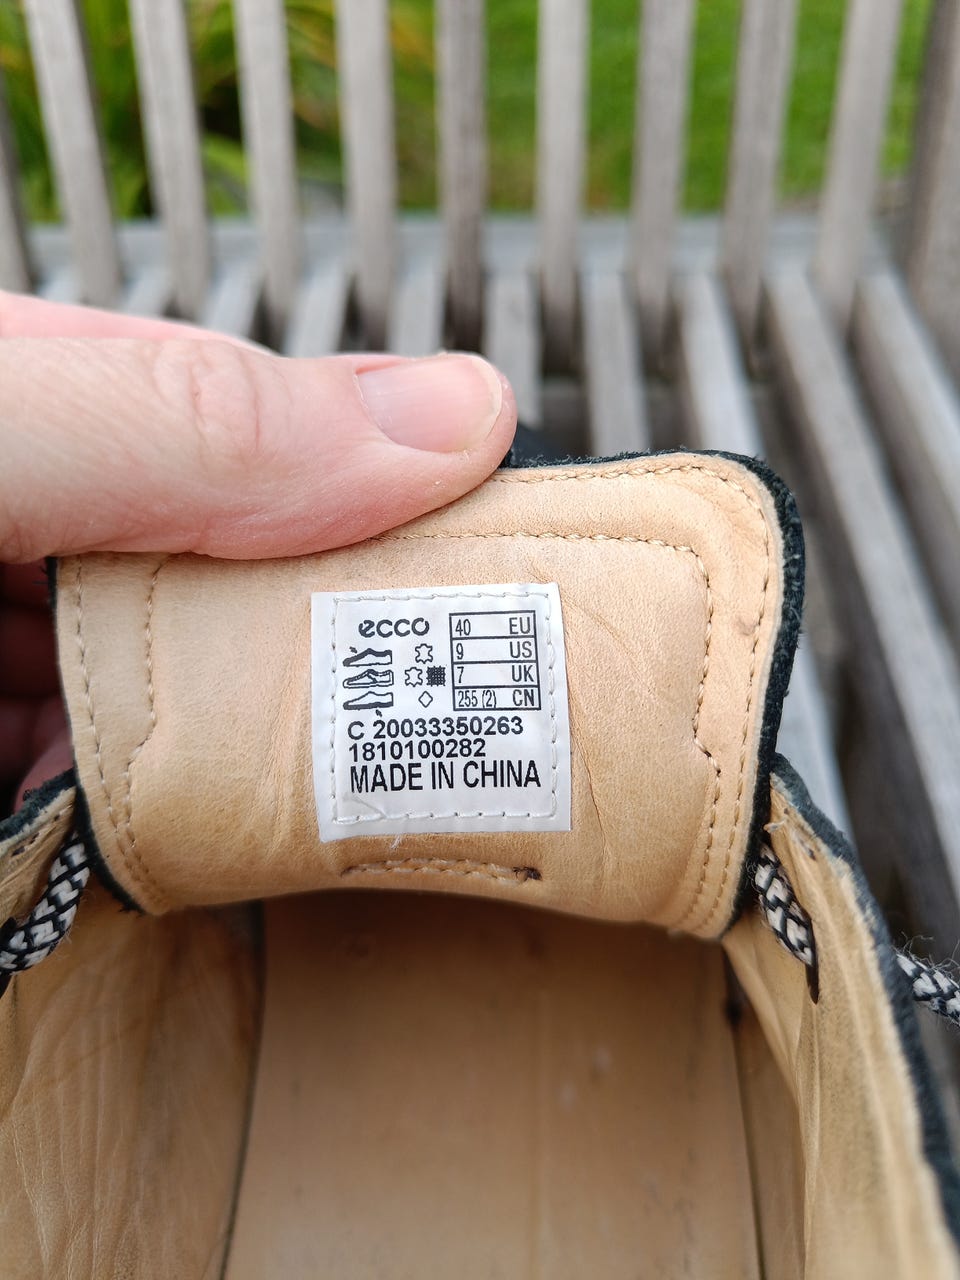 ecco
40 EU
9 US
7 UK
255 (2) CN
C 20033350263
1810100282
MADE IN CHINA